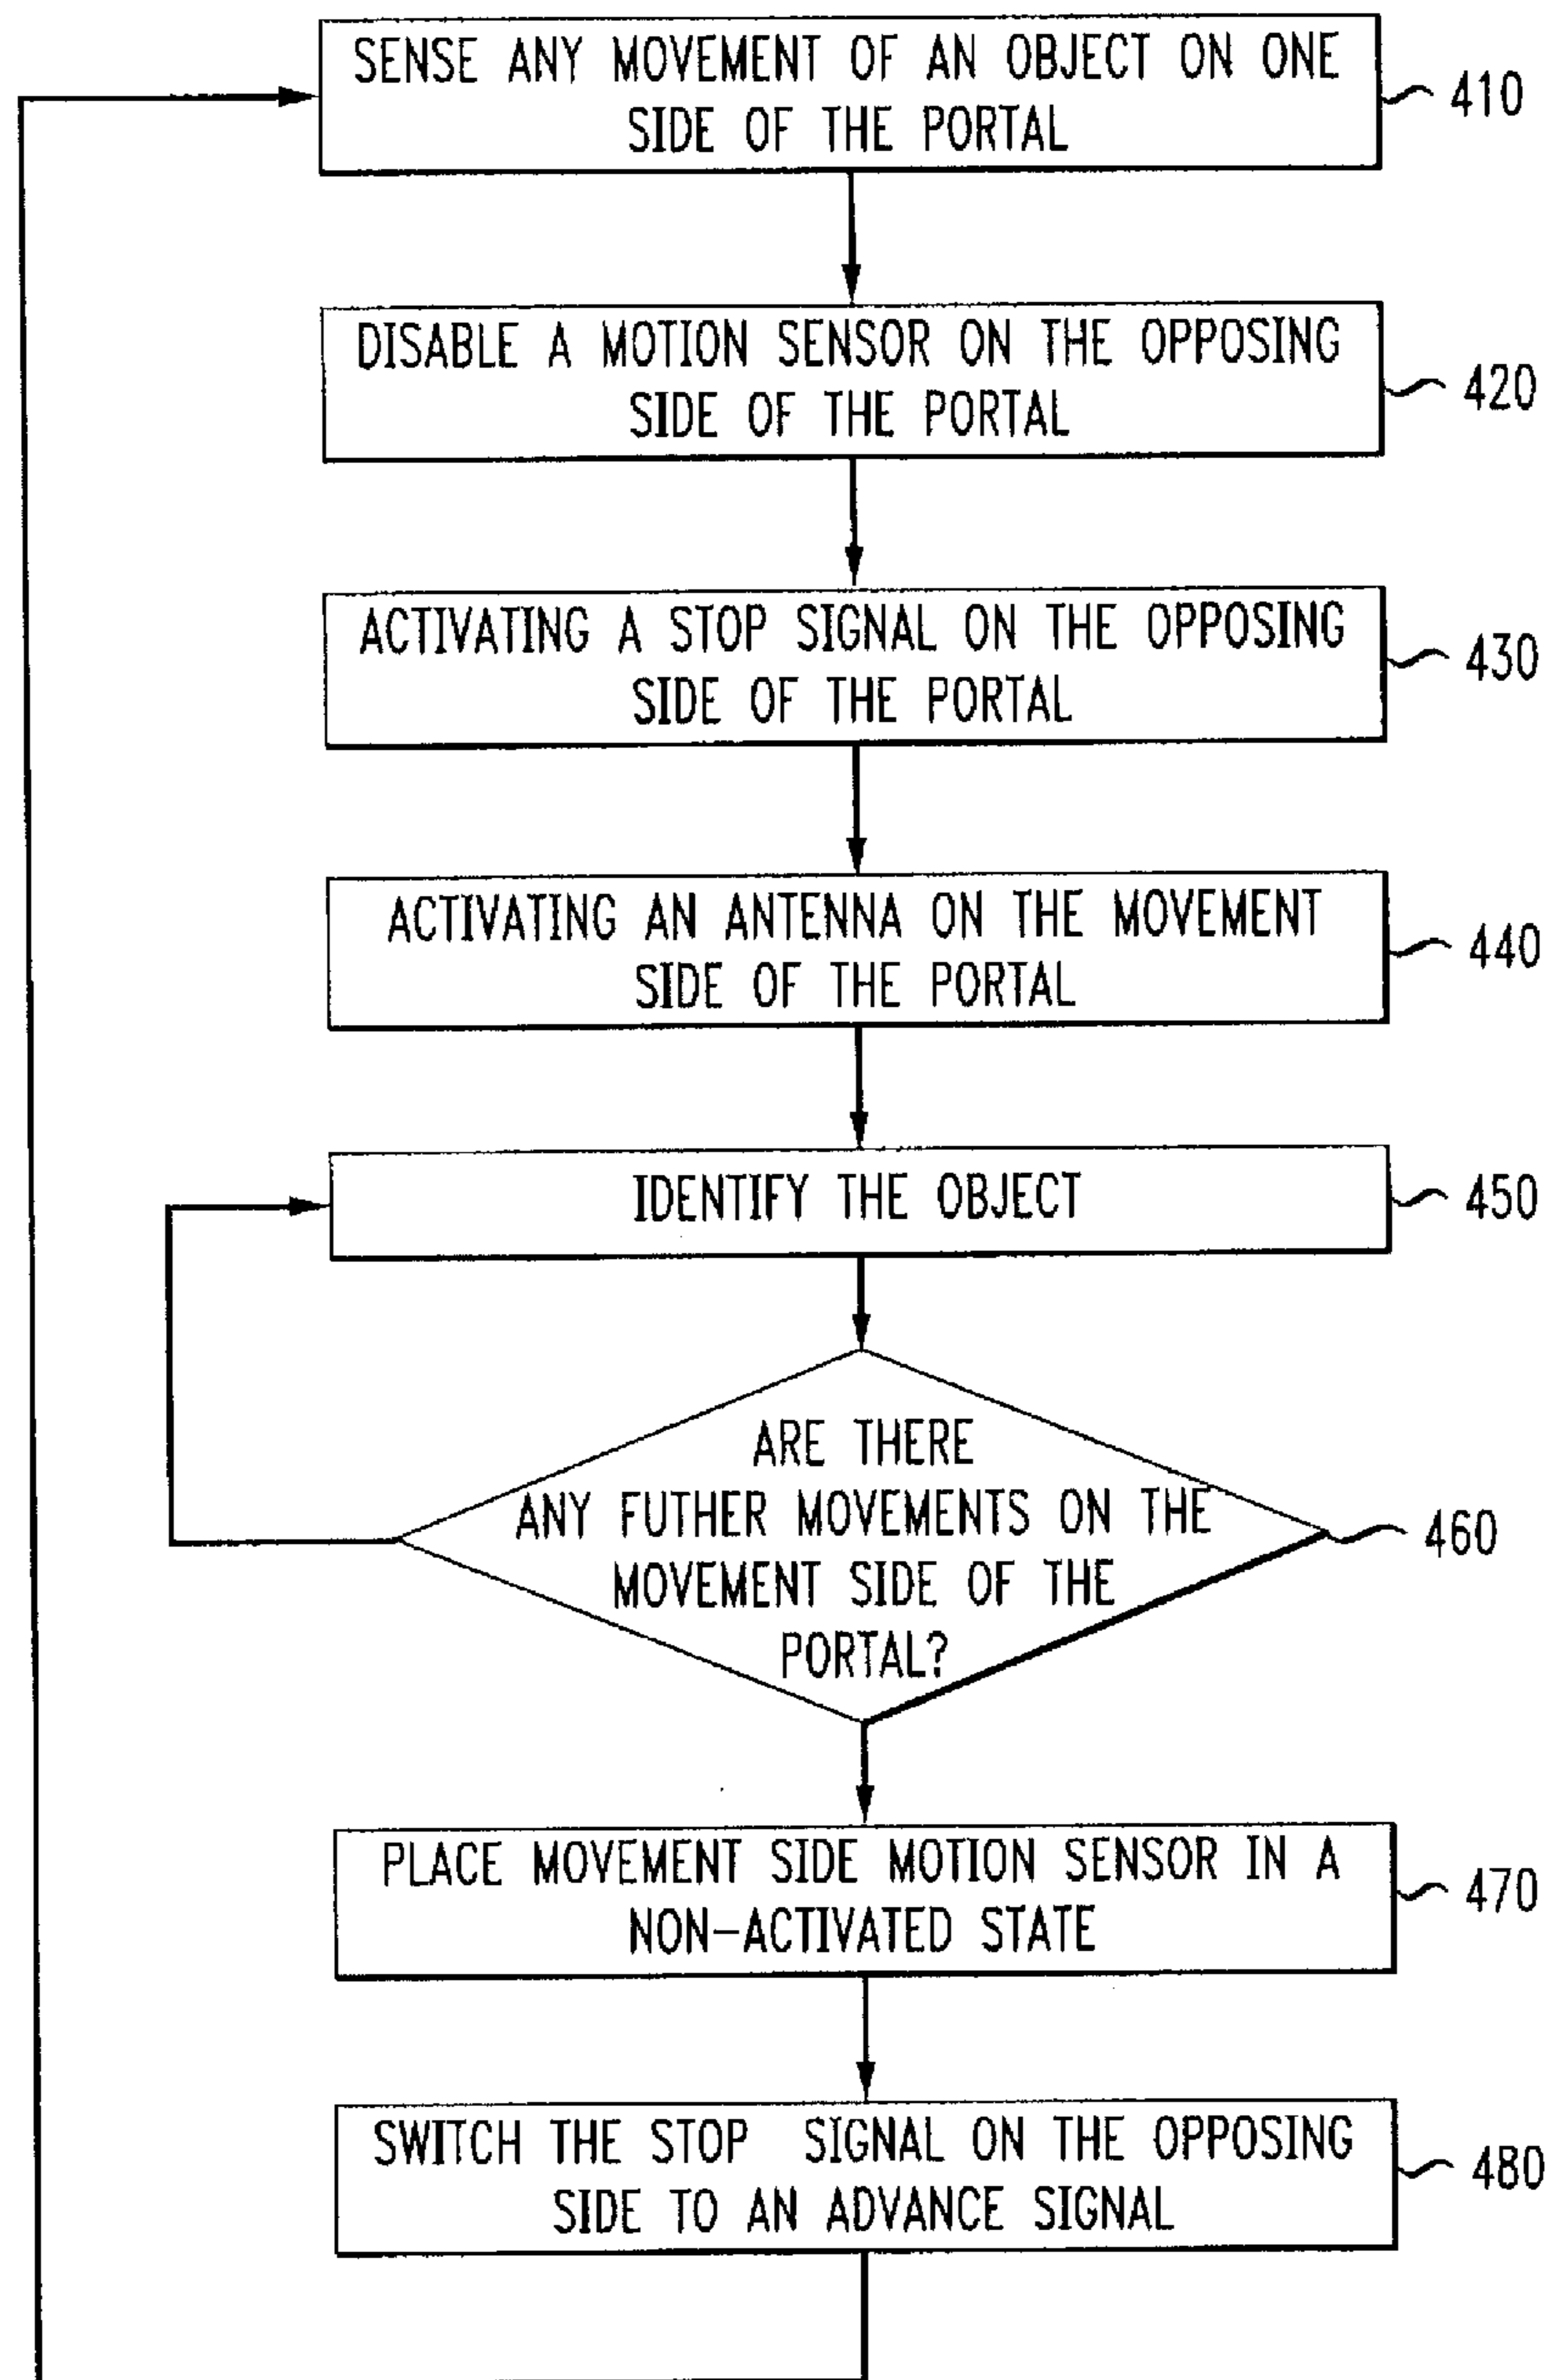 SENSE ANY MOVEMENT OF AN OBJECT ON ONE
SIDE OF THE PORTAL
410
DISABLE A MOTION SENSOR ON THE OPPOSING
SIDE OF THE PORTAL
420
ACTIVATING A STOP SIGNAL ON THE OPPOSING
SIDE OF THE PORTAL
430
ACTIVATING AN ANTENNA ON THE MOVEMENT
SIDE OF THE PORTAL
440
IDENTIFY THE OBJECT
450
ARE THERE
ANY FUTHER MOVEMENTS ON THE
MOVEMENT SIDE OF THE
PORTAL?
460
PLACE MOVEMENT SIDE MOTION SENSOR IN A
NON-ACTIVATED STATE
470
SWITCH THE STOP SIGNAL ON THE OPPOSING
SIDE TO AN ADVANCE SIGNAL
480